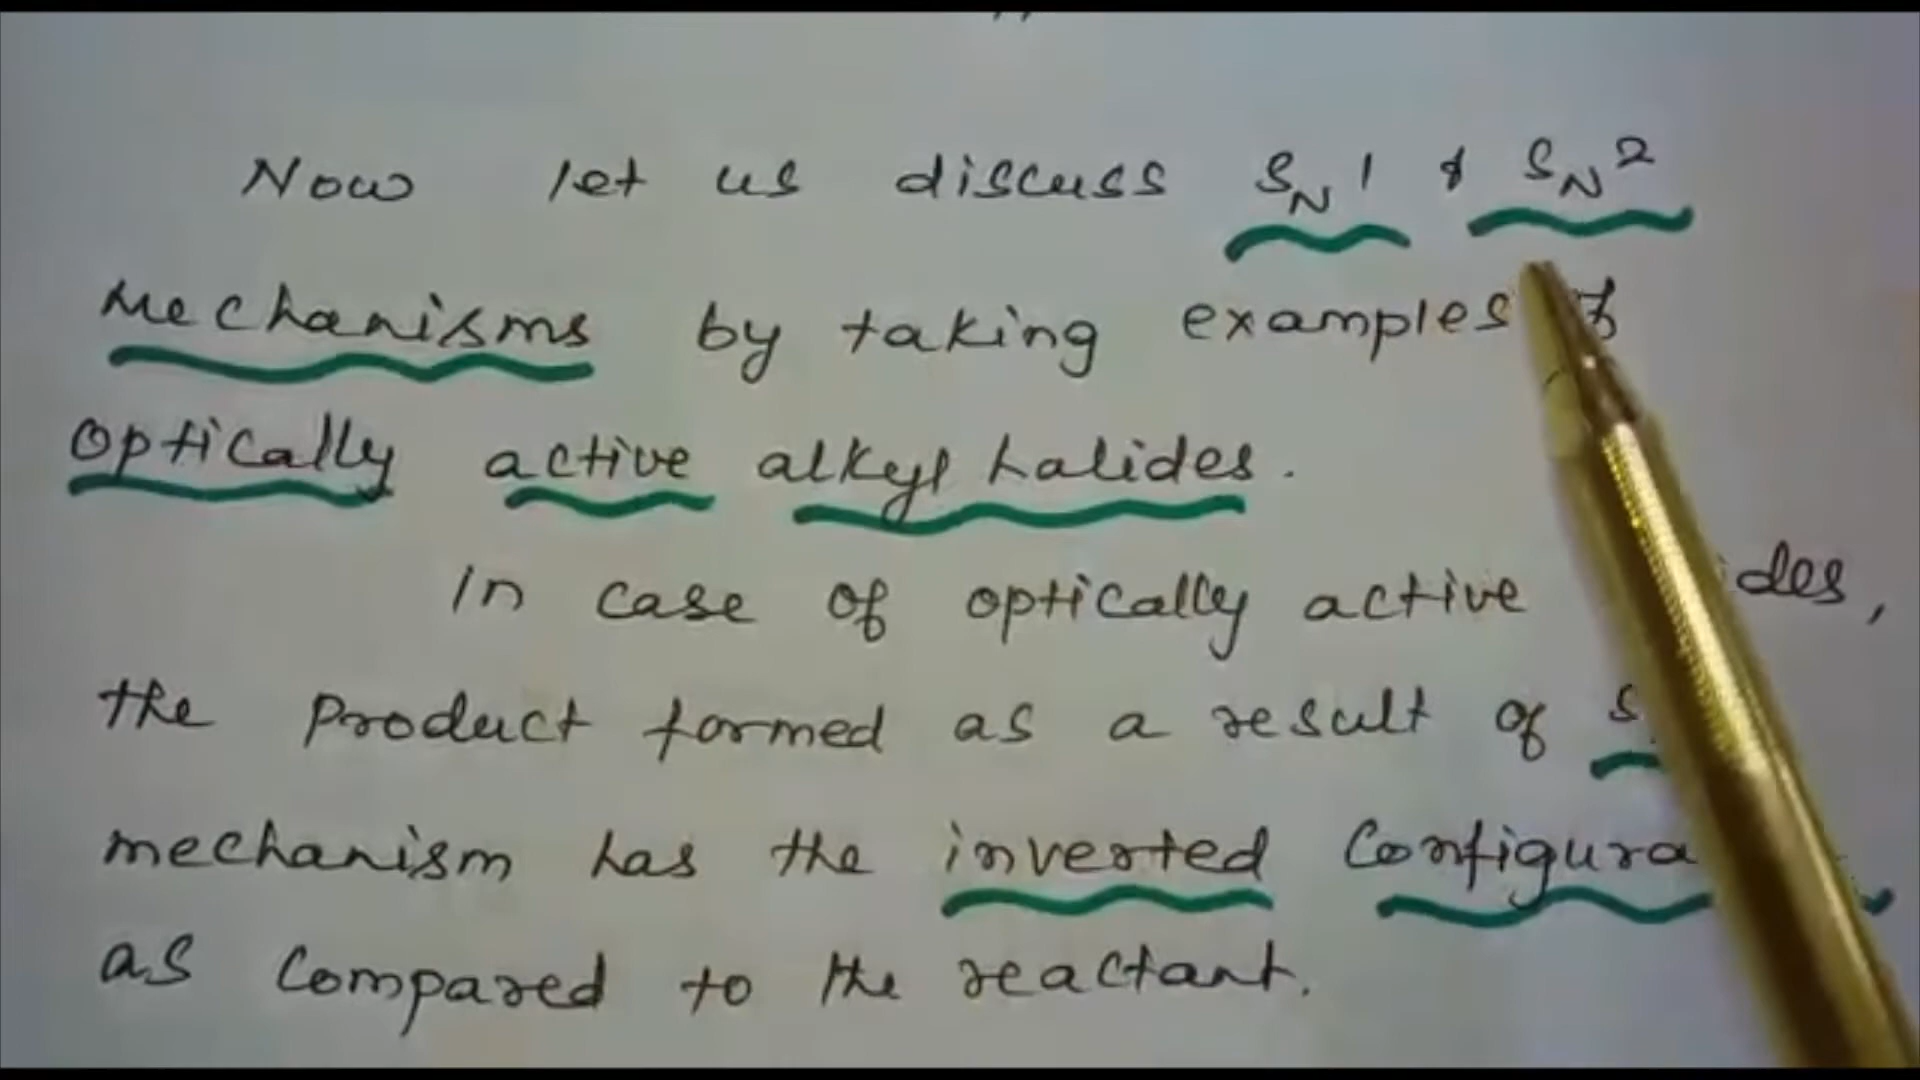 Now let us discuss SN1 & SN2
Mechanisms by taking examples
optically active alkyl halides.
In case of optically active
the product formed as a result of
mechanism has the inverted
as compared to the reactant.